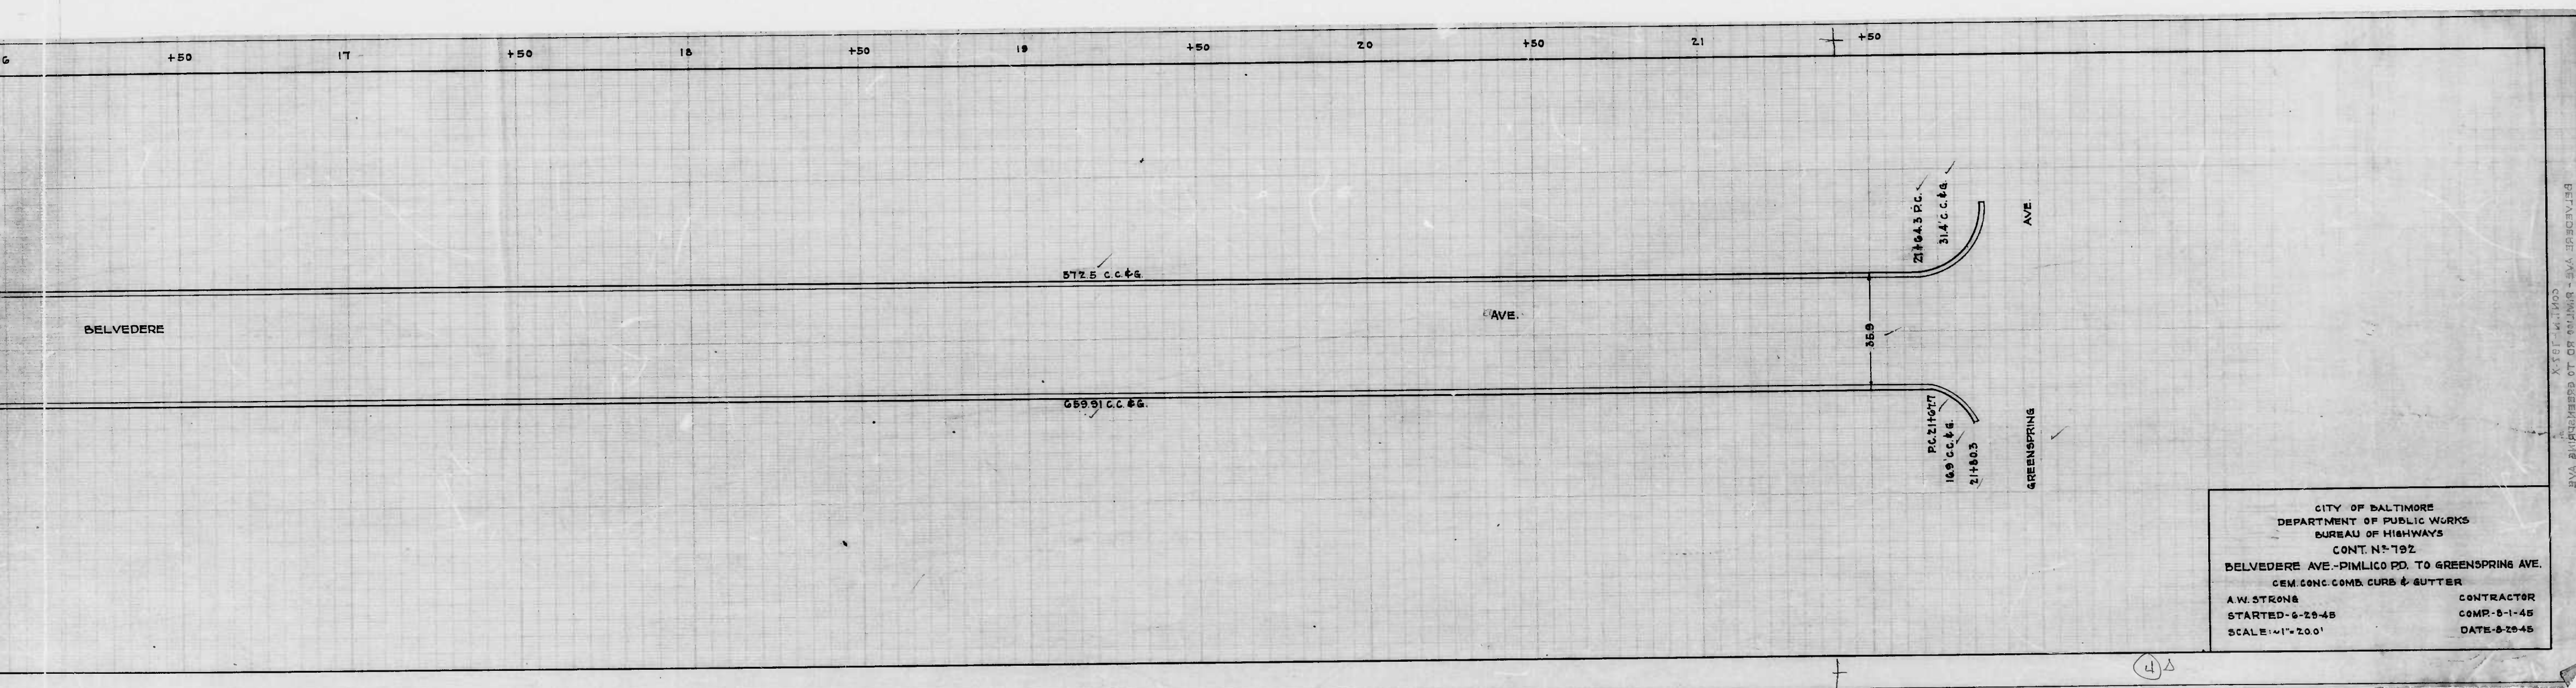 6 +50 17 +50 18 +50 19 +50 20 +50 21 +50
21+64.3 P.C.
31.4' C.C.&G.
AVE.
572.5 C.C.&G.
BELVEDERE
AVE.
35.9
659.91 C.C.&G.
P.C. 21+67.7
16.9' C.C.&G.
21+80.3
GREENSPRING
CITY OF BALTIMORE
DEPARTMENT OF PUBLIC WORKS
BUREAU OF HIGHWAYS
CONT. Nº 792
BELVEDERE AVE.-PIMLICO RD. TO GREENSPRING AVE.
CEM. CONC. COMB. CURB & GUTTER
A.W. STRONG CONTRACTOR
STARTED-6-29-45 COMP.-8-1-45
SCALE:~1"=20.0' DATE-8-29-45
4